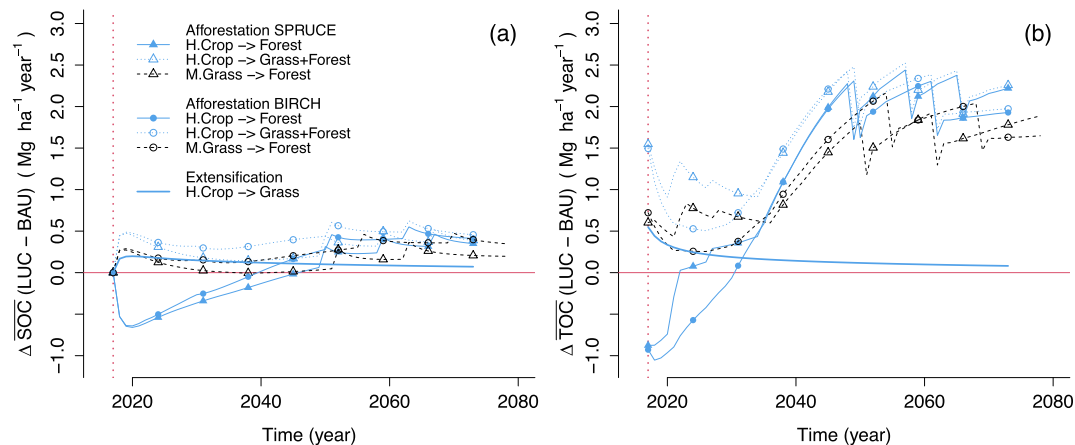 (a)
Afforestation SPRUCE
H.Crop −> Forest
H.Crop −> Grass+Forest
M.Grass −> Forest
Afforestation BIRCH
H.Crop −> Forest
H.Crop −> Grass+Forest
M.Grass −> Forest
Extensification
H.Crop −> Grass
Δ SOC (LUC − BAU) ( Mg ha⁻¹ year⁻¹ )
3.0
2.5
2.0
1.5
1.0
0.5
0.0
−1.0
2020 2040 2060 2080
Time (year)
(b)
Δ TOC (LUC − BAU) ( Mg ha⁻¹ year⁻¹ )
3.0
2.5
2.0
1.5
1.0
0.5
0.0
−1.0
2020 2040 2060 2080
Time (year)